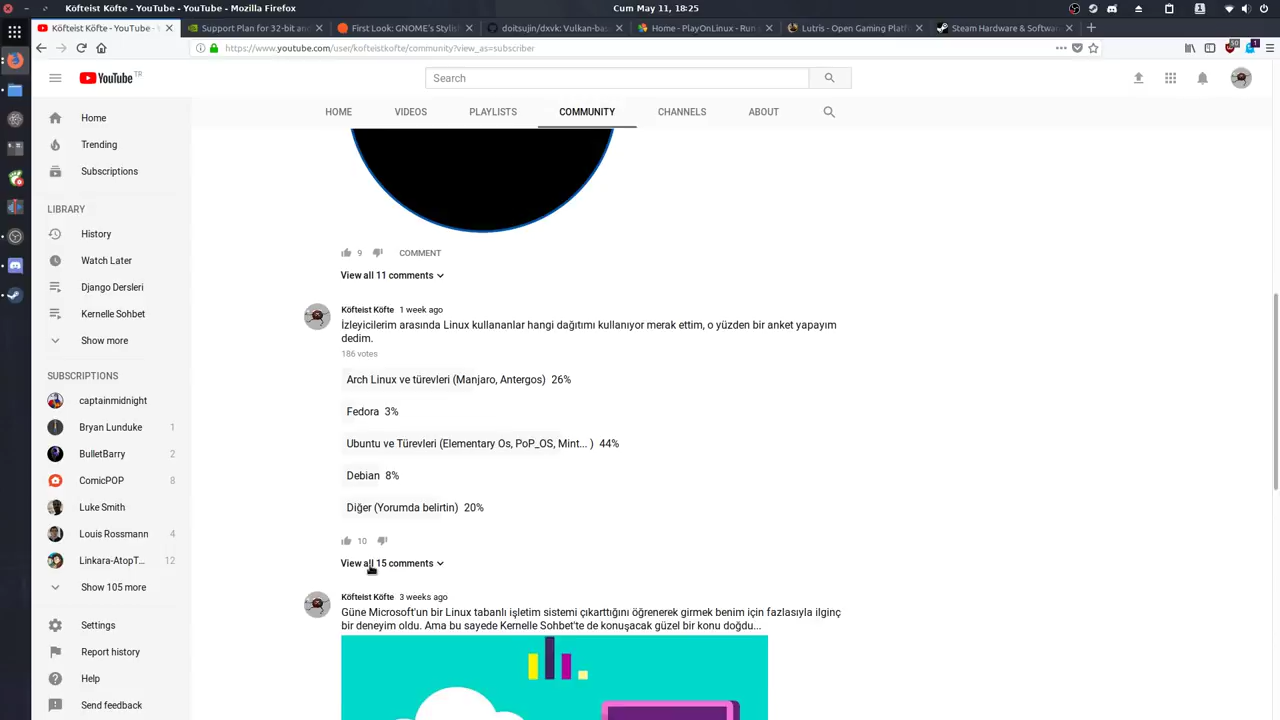 Köfteist Köfte - YouTube - Mozilla Firefox
Cum May 11, 18:25
Köfteist Köfte - Y
Support Plan for 32-bit and
First Look: GNOME's Stylish
doitsujin/dxvk: Vulkan-bas
Home - PlayOnLinux - Run
Lutris - Open Gaming Platf
Steam Hardware & Softwar
https://www.youtube.com/user/kofteistkofte/community?view_as=subscriber
50
1
YouTube TR
Search
HOME
VIDEOS
PLAYLISTS
COMMUNITY
CHANNELS
ABOUT
Home
Trending
Subscriptions
LIBRARY
History
Watch Later
Django Dersleri
Kernelle Sohbet
Show more
SUBSCRIPTIONS
captainmidnight
Bryan Lunduke 1
BulletBarry 2
ComicPOP 8
Luke Smith
Louis Rossmann 4
Linkara-AtopT... 12
Show 105 more
Settings
Report history
Help
Send feedback
9 COMMENT
View all 11 comments
Köfteist Köfte 1 week ago
İzleyicilerim arasında Linux kullananlar hangi dağıtımı kullanıyor merak ettim, o yüzden bir anket yapayım
dedim.
186 votes
Arch Linux ve türevleri (Manjaro, Antergos) 26%
Fedora 3%
Ubuntu ve Türevleri (Elementary Os, PoP_OS, Mint... ) 44%
Debian 8%
Diğer (Yorumda belirtin) 20%
10
View all 15 comments
Köfteist Köfte 3 weeks ago
Güne Microsoft'un bir Linux tabanlı işletim sistemi çıkarttığını öğrenerek girmek benim için fazlasıyla ilginç
bir deneyim oldu. Ama bu sayede Kernelle Sohbet'te de konuşacak güzel bir konu doğdu...